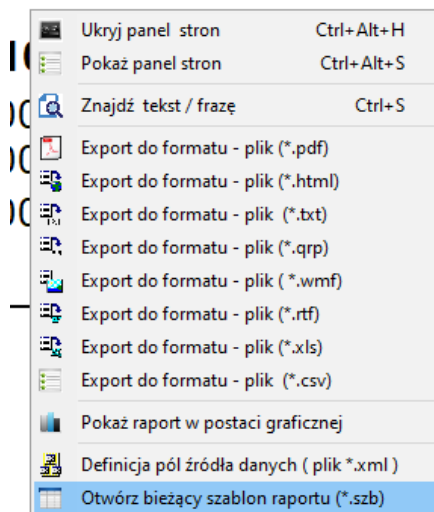 Ukryj panel stron Ctrl+Alt+H
Pokaż panel stron Ctrl+Alt+S
Znajdź tekst / frazę Ctrl+S
Export do formatu - plik (*.pdf)
Export do formatu - plik (*.html)
Export do formatu - plik (*.txt)
Export do formatu - plik (*.qrp)
Export do formatu - plik ( *.wmf)
Export do formatu - plik (*.rtf)
Export do formatu - plik (*.xls)
Export do formatu - plik (*.csv)
Pokaż raport w postaci graficznej
Definicja pól źródła danych ( plik *.xml )
Otwórz bieżący szablon raportu (*.szb)